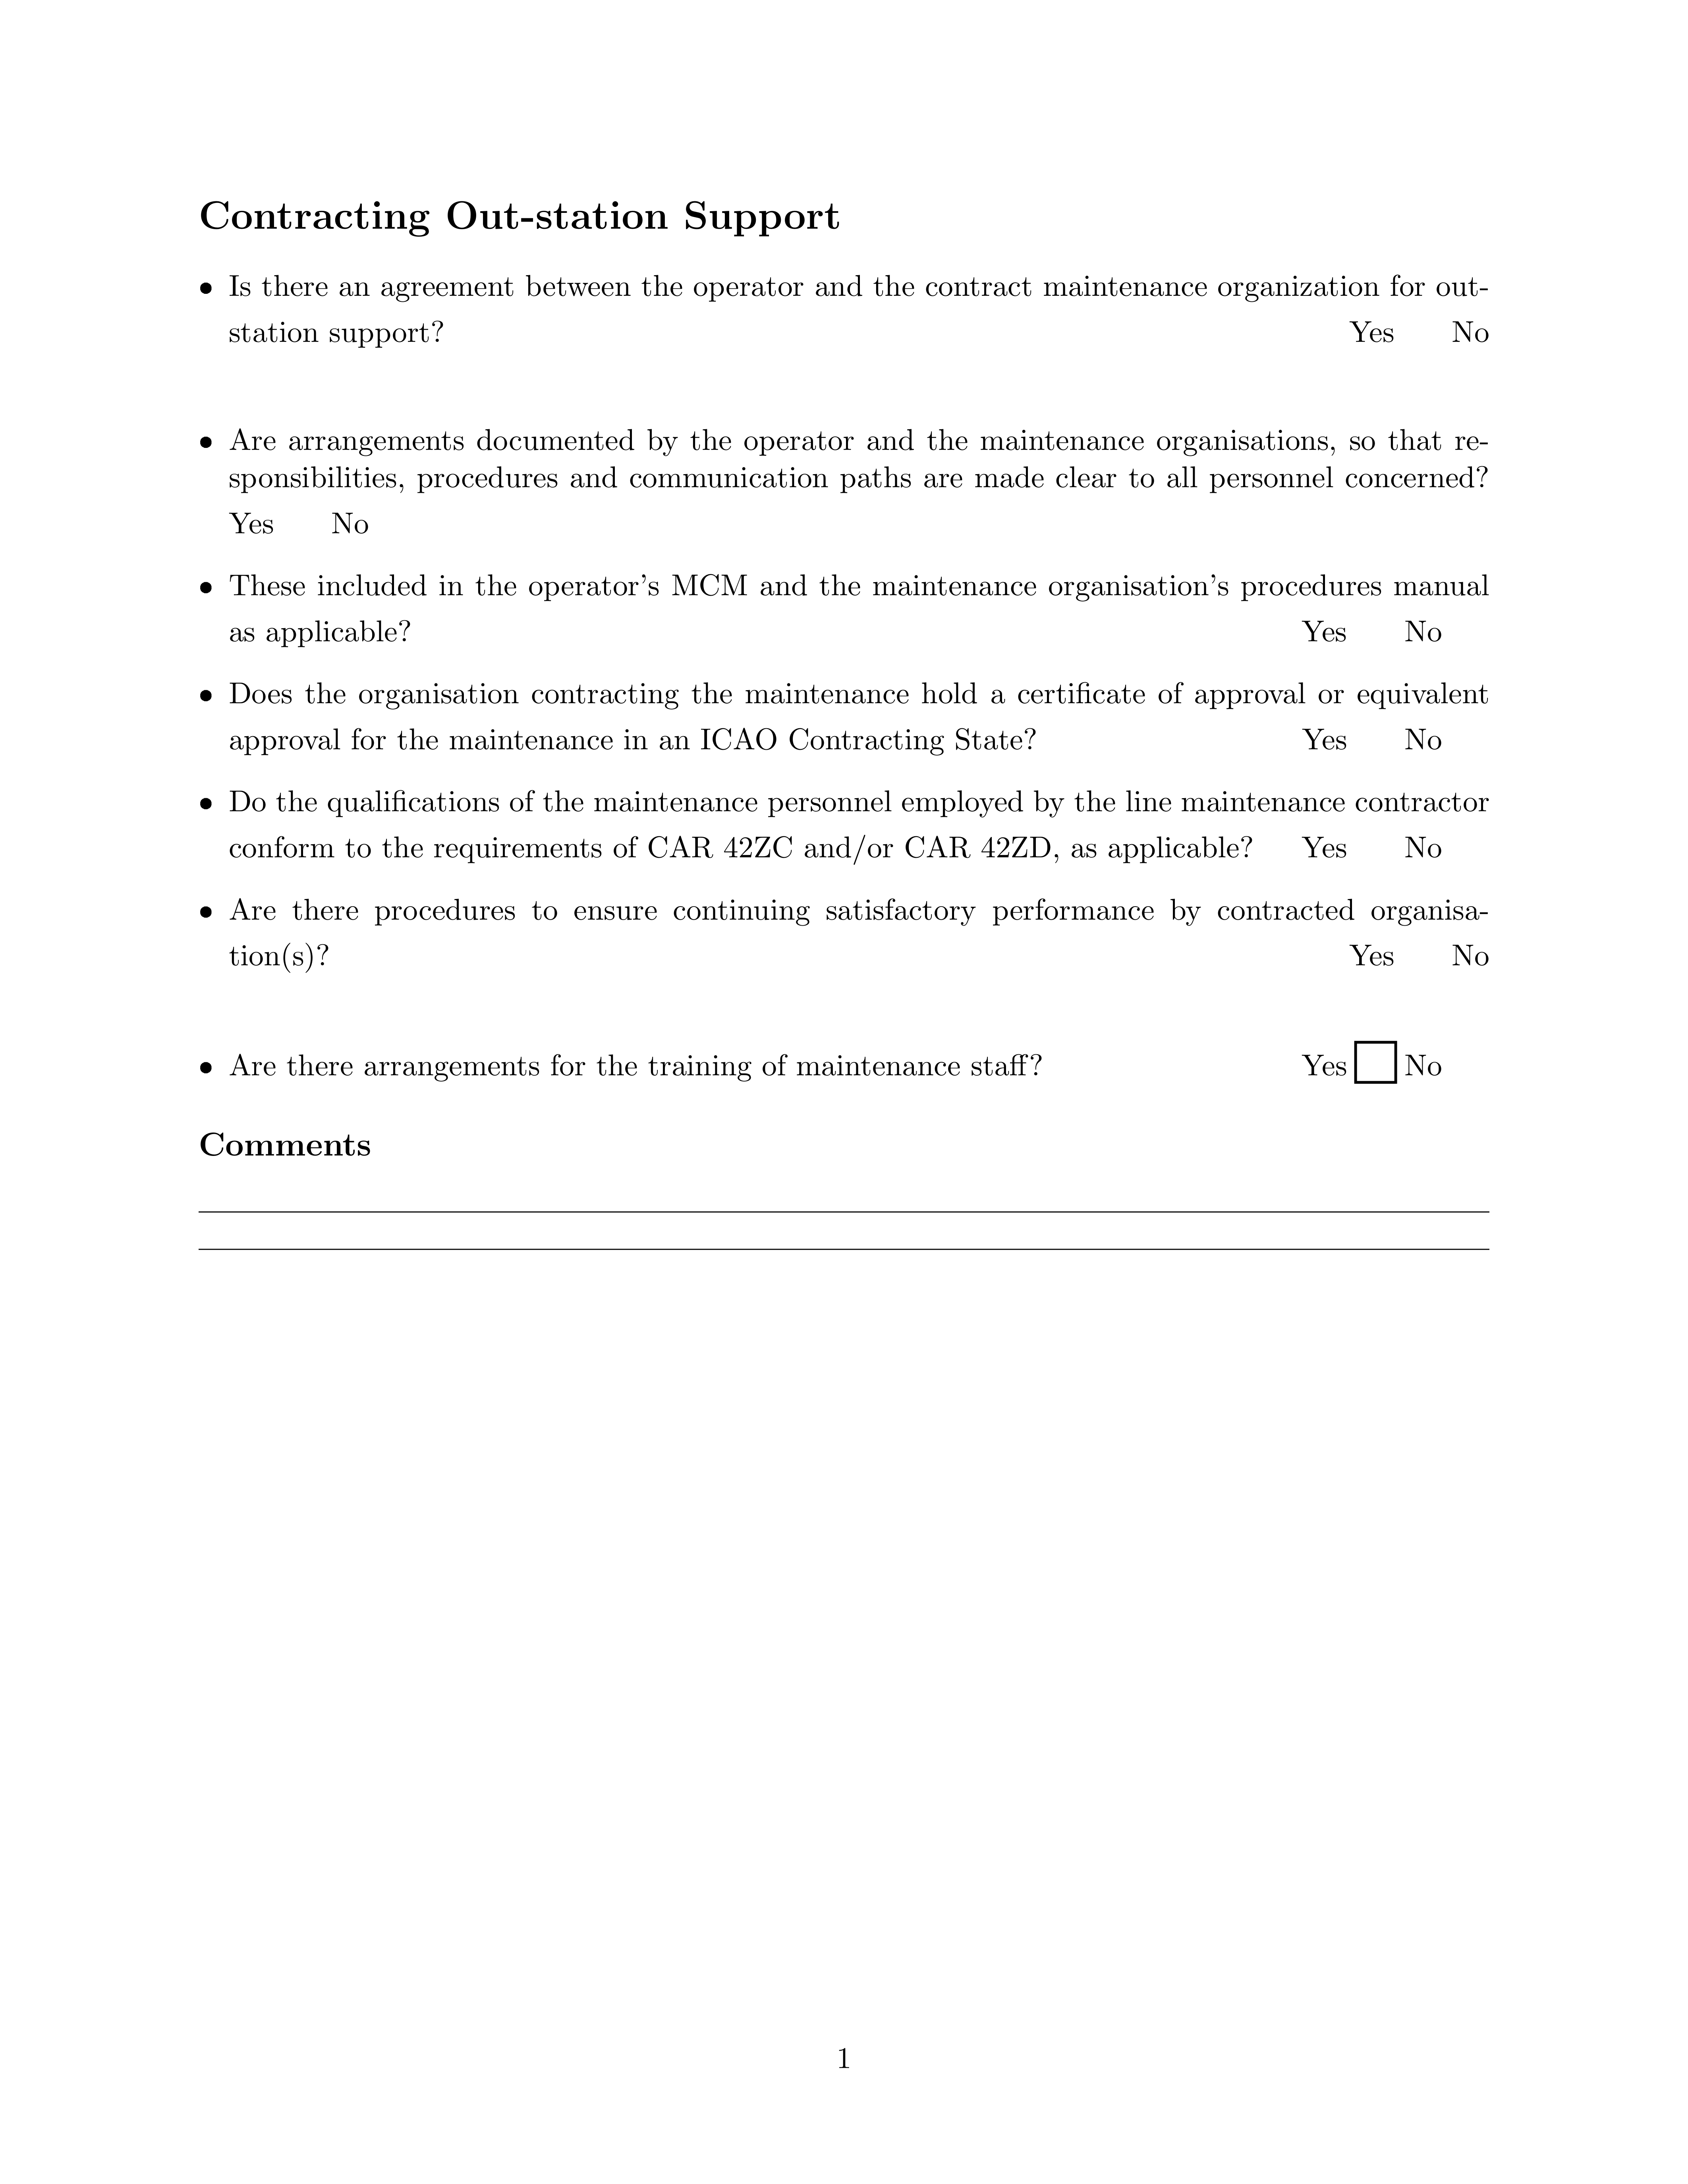 Contracting Out-station Support
• Is there an agreement between the operator and the contract maintenance organization for out-
station support? Yes No
• Are arrangements documented by the operator and the maintenance organisations, so that re-
sponsibilities, procedures and communication paths are made clear to all personnel concerned?
Yes No
• These included in the operator's MCM and the maintenance organisation's procedures manual
as applicable? Yes No
• Does the organisation contracting the maintenance hold a certificate of approval or equivalent
approval for the maintenance in an ICAO Contracting State? Yes No
• Do the qualifications of the maintenance personnel employed by the line maintenance contractor
conform to the requirements of CAR 42ZC and/or CAR 42ZD, as applicable? Yes No
• Are there procedures to ensure continuing satisfactory performance by contracted organisa-
tion(s)? Yes No
• Are there arrangements for the training of maintenance staff? Yes No
Comments
1